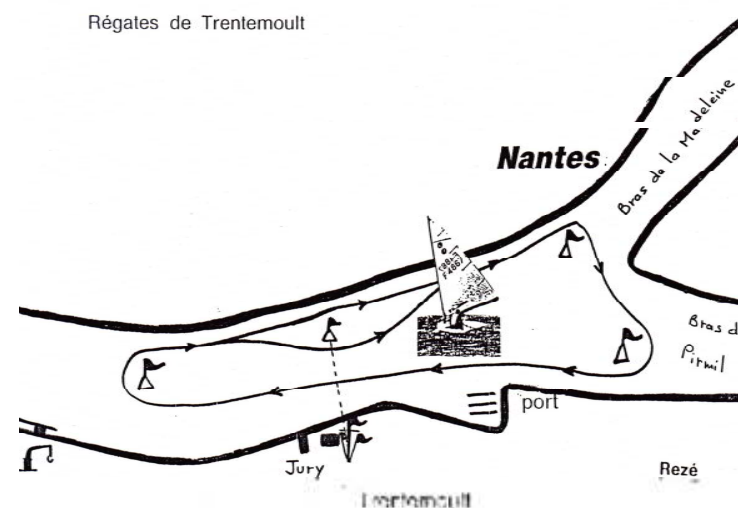 Régates de Trentemoult
Nantes
Bras de la Madeleine
Bras d
Pirmil
port
Jury
Rezé
Trentemoult